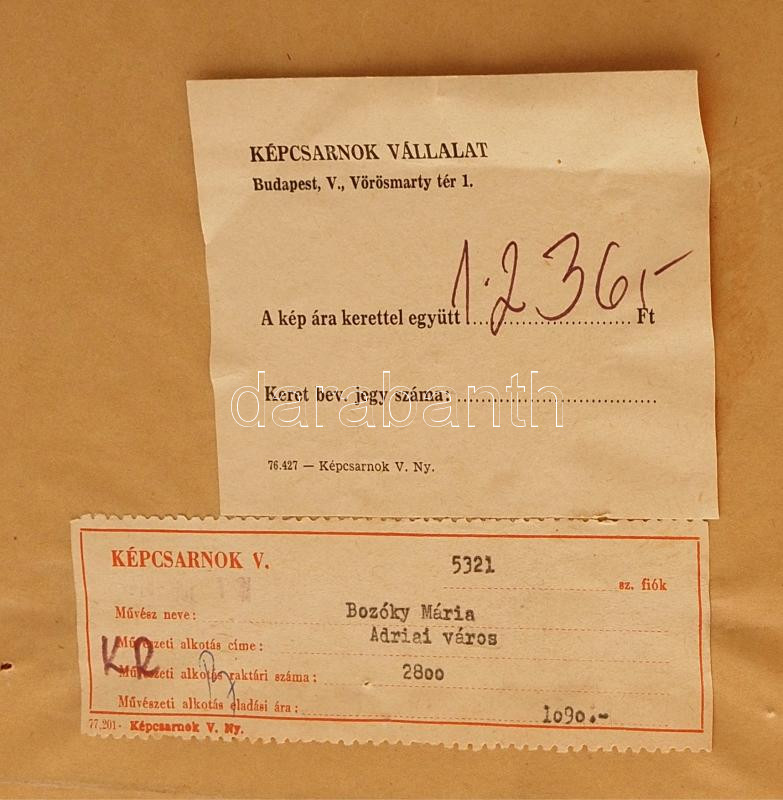 KÉPCSARNOK VÁLLALAT
Budapest, V., Vörösmarty tér 1.
A kép ára kerettel együtt 1.236,- Ft
Keret bev. jegy száma:
darabanth
76.427 — Képcsarnok V. Ny.
KÉPCSARNOK V.
5321
sz. fiók
Művész neve: Bozóky Mária
Művészeti alkotás címe: Adriai város
KR
Művészeti alkotás raktári száma: 2800
Művészeti alkotás eladási ára: 1090.-
77.201- Képcsarnok V. Ny.